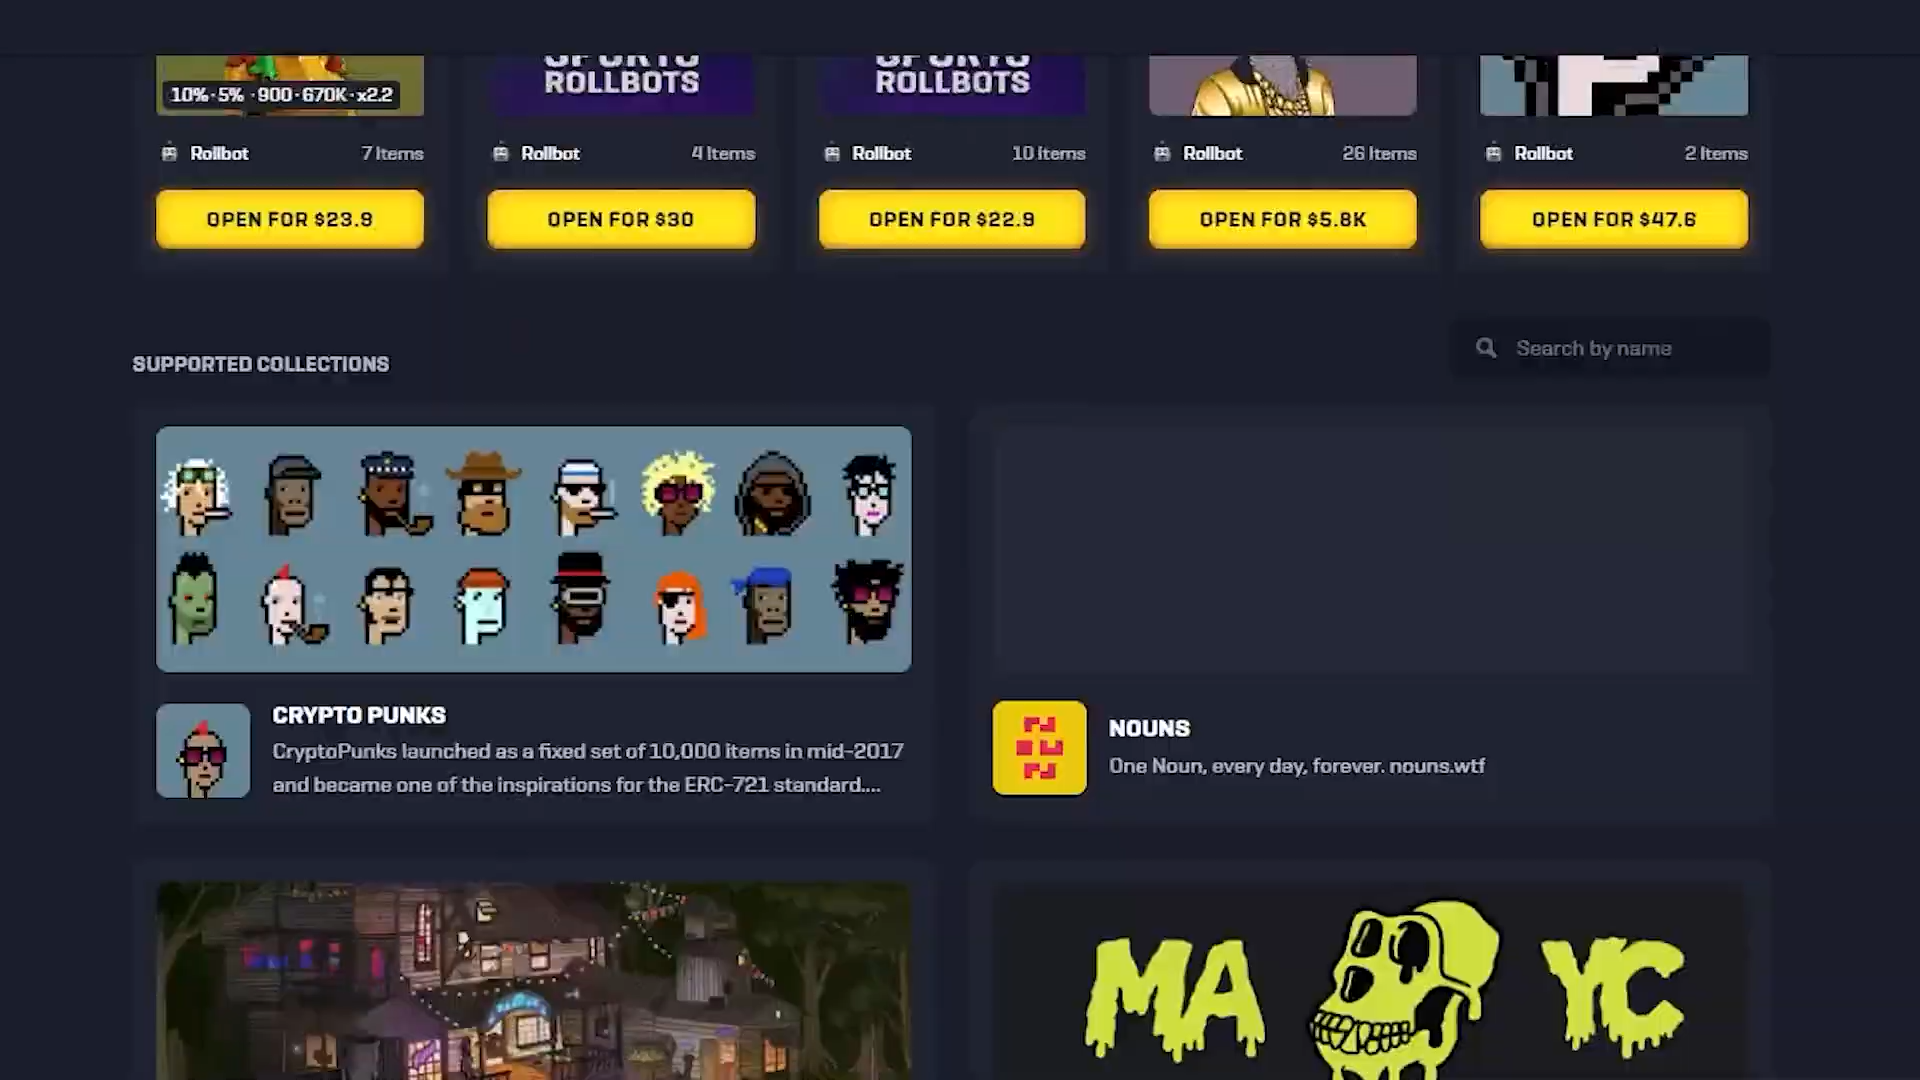 SPORTS
ROLLBOTS
SPORTS
ROLLBOTS
10%·5% ·900·670K·x2.2
Rollbot
7 Items
Rollbot
4 Items
Rollbot
10 Items
Rollbot
26 Items
Rollbot
2 Items
OPEN FOR $23.9
OPEN FOR $30
OPEN FOR $22.9
OPEN FOR $5.8K
OPEN FOR $47.6
SUPPORTED COLLECTIONS
Search by name
CRYPTO PUNKS
CryptoPunks launched as a fixed set of 10,000 items in mid-2017
and became one of the inspirations for the ERC-721 standard....
NOUNS
One Noun, every day, forever. nouns.wtf
MA YC